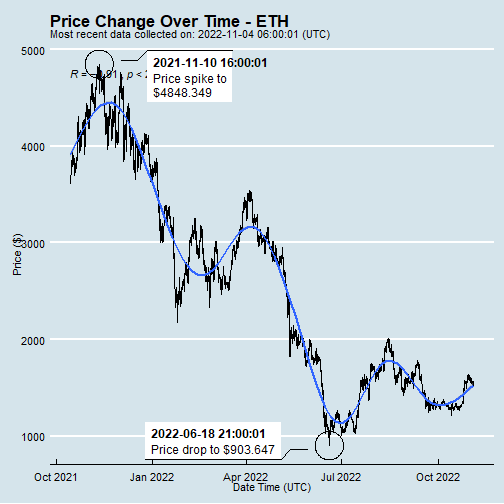 Price Change Over Time - ETH
Most recent data collected on: 2022-11-04 06:00:01 (UTC)
5000
2021-11-10 16:00:01
Price spike to
$4848.349
R = 91, p <
4000
3000
Price ($)
2000
2022-06-18 21:00:01
Price drop to $903.647
1000
Oct 2021
Jan 2022
Apr 2022
Jul 2022
Oct 2022
Date Time (UTC)